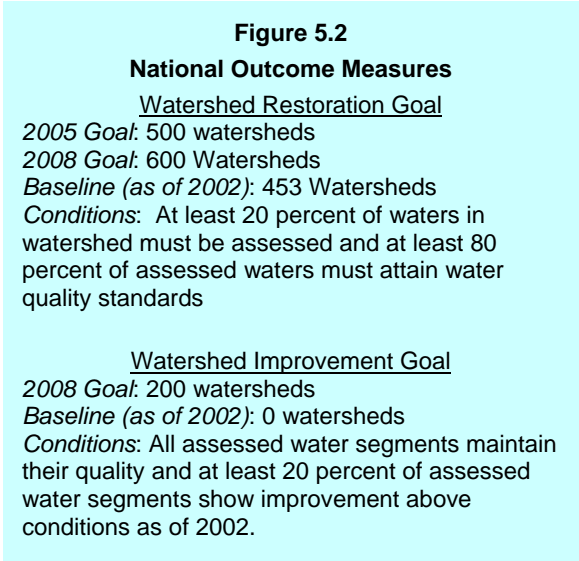 Figure 5.2
National Outcome Measures
Watershed Restoration Goal
2005 Goal: 500 watersheds
2008 Goal: 600 Watersheds
Baseline (as of 2002): 453 Watersheds
Conditions:  At least 20 percent of waters in
watershed must be assessed and at least 80
percent of assessed waters must attain water
quality standards
Watershed Improvement Goal
2008 Goal: 200 watersheds
Baseline (as of 2002): 0 watersheds
Conditions: All assessed water segments maintain
their quality and at least 20 percent of assessed
water segments show improvement above
conditions as of 2002.